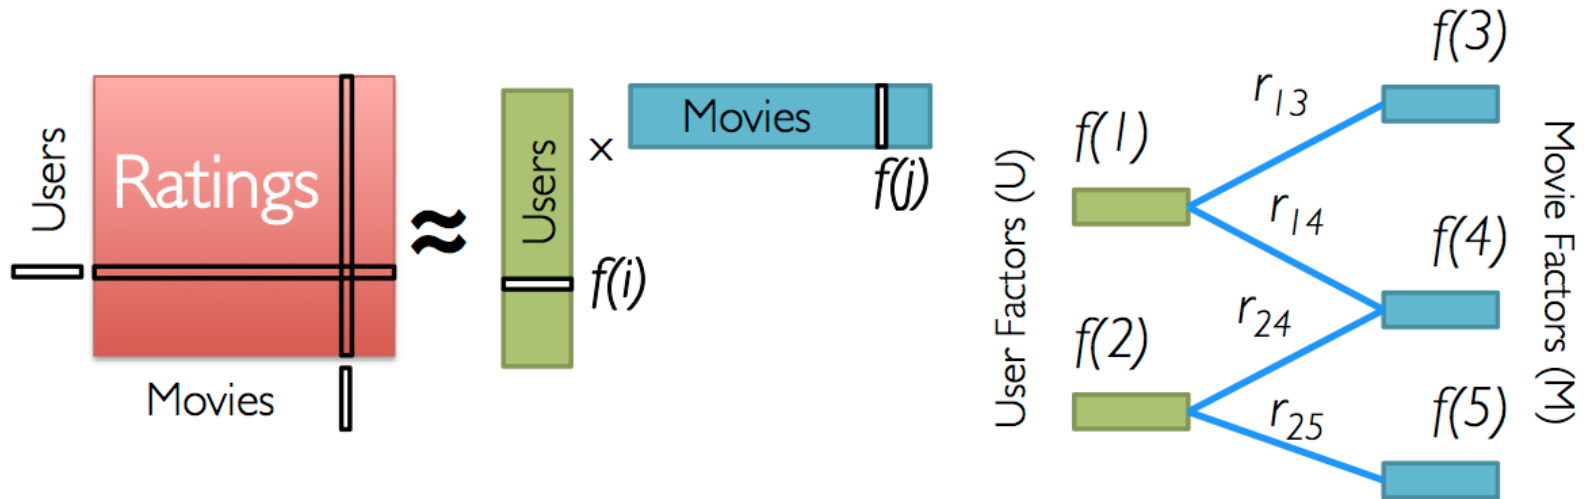 Users
Ratings
Movies
≈
Users
f(i)
x
Movies
f(j)
User Factors (U)
f(1)
f(2)
r13
r14
r24
r25
f(3)
f(4)
f(5)
Movie Factors (M)